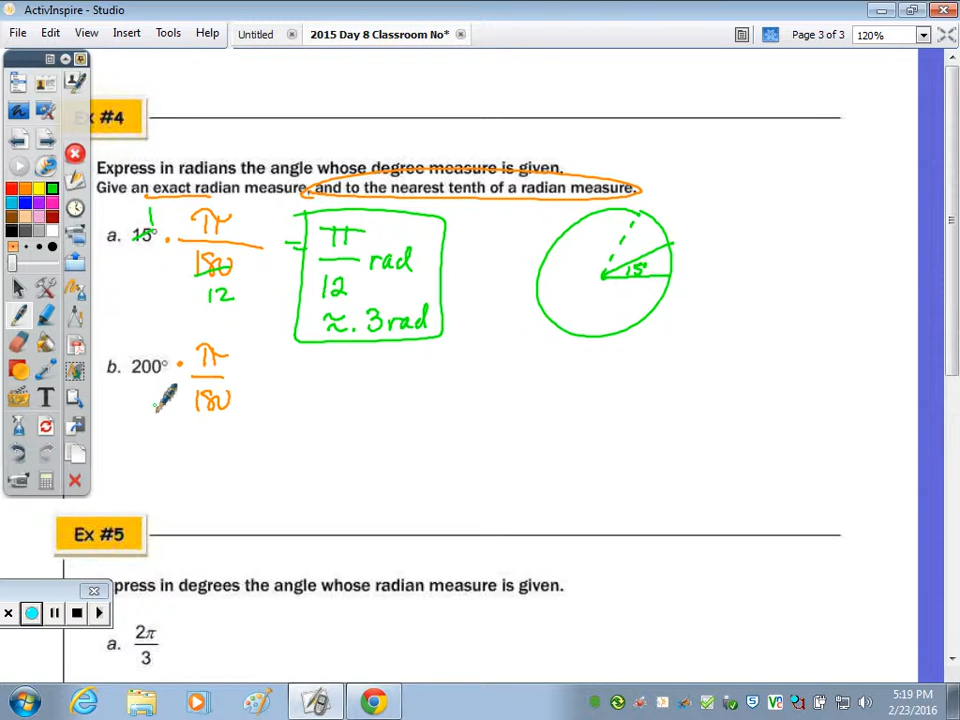 ActivInspire - Studio
File Edit View Insert Tools Help Untitled 2015 Day 8 Classroom No* Page 3 of 3 120%
Ex #4
Express in radians the angle whose degree measure is given.
Give an exact radian measure, and to the nearest tenth of a radian measure.
1
a. 15° · π/180 = π/12 rad
12
≈ .3 rad
15°
b. 200° · π/180
Ex #5
press in degrees the angle whose radian measure is given.
a. 2π/3
5:19 PM
2/23/2016